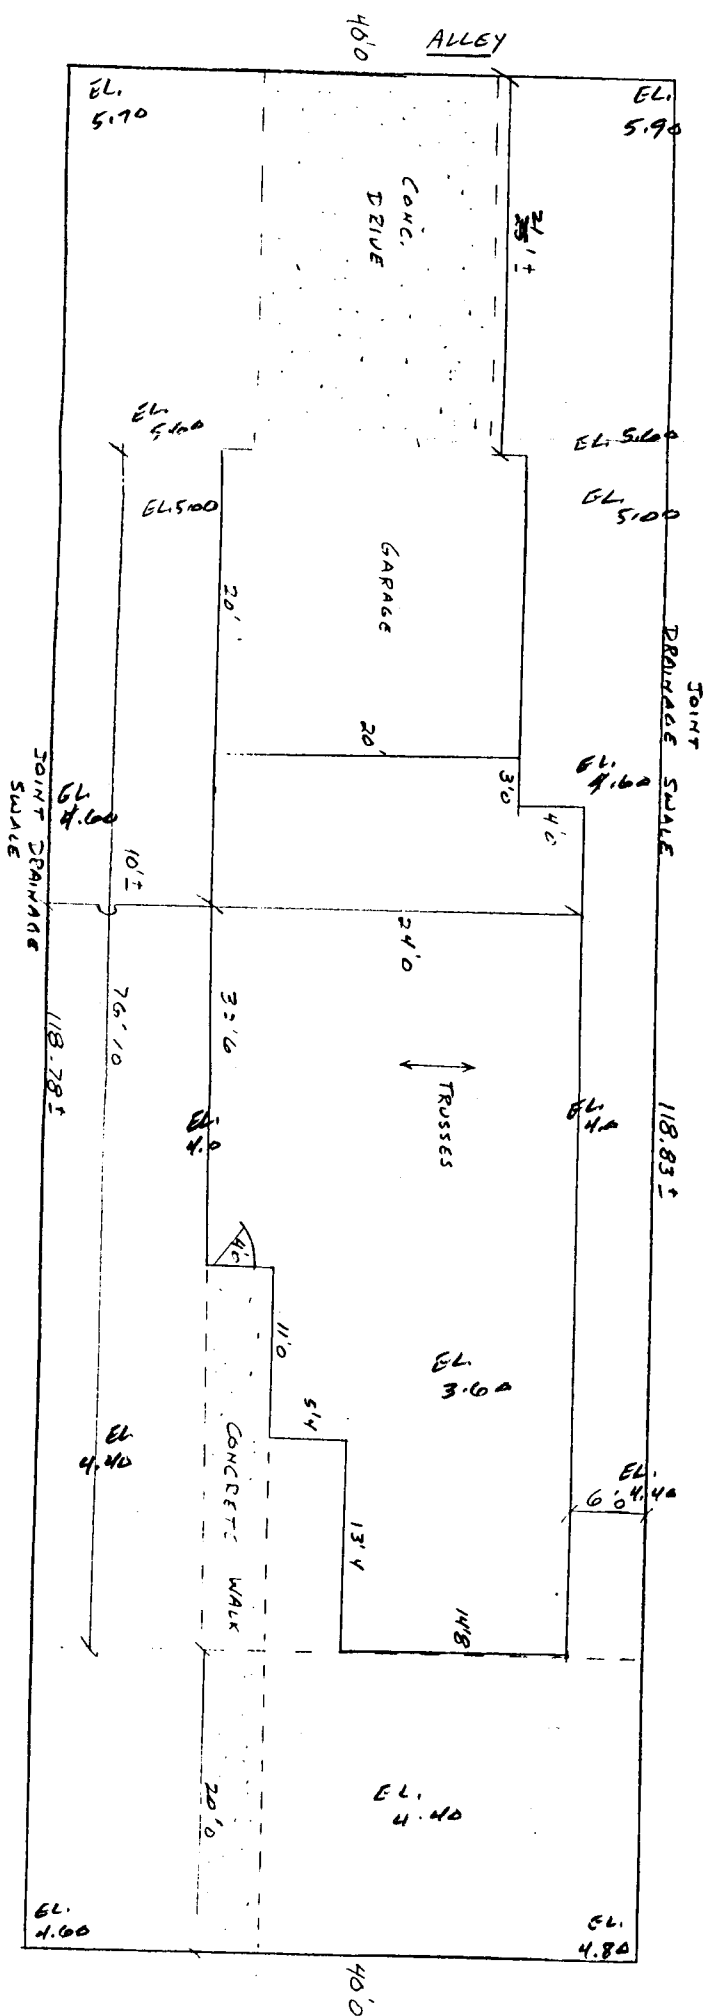 40'0
ALLEY
EL.
5.70
EL.
5.90
CONC.
DRIVE
21'±
EL.
5.60
EL. 5.60
EL. 5.00
EL.
5.00
GARAGE
20'
JOINT
DRAINAGE SWALE
20'
3'0
4'0
EL.
4.60
EL.
4.60
JOINT DRAINAGE
SWALE
10'±
24'0
76'10
118.78±
TRUSSES
118.83±
EL.
4.0
EL.
4.0
4'0
11'0
EL.
3.60
5'4
EL
4.40
CONCRETE WALK
13'4
EL.
4.40
6'0
14'8
20'0
EL.
4.40
EL.
4.60
EL.
4.80
40'0